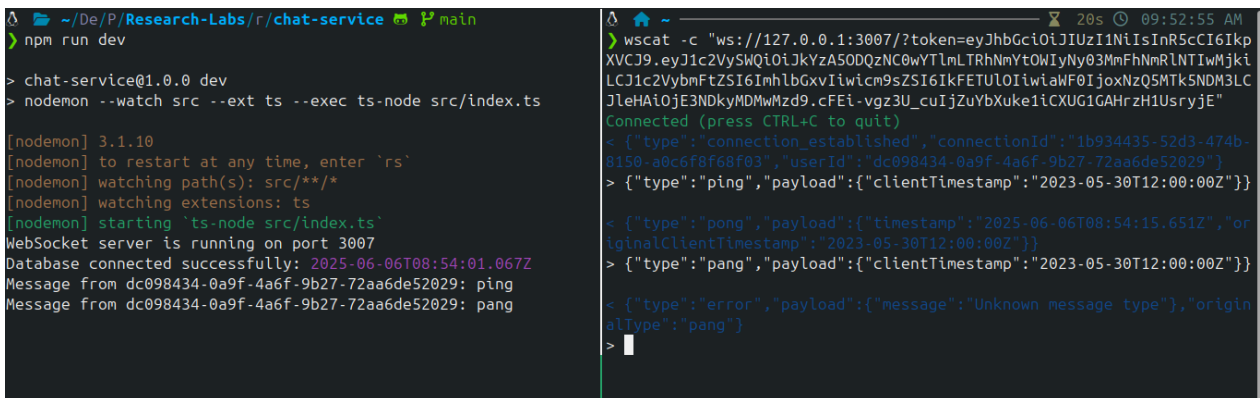 ~/De/P/Research-Labs/r/chat-service main
❯ npm run dev
> chat-service@1.0.0 dev
> nodemon --watch src --ext ts --exec ts-node src/index.ts
[nodemon] 3.1.10
[nodemon] to restart at any time, enter `rs`
[nodemon] watching path(s): src/**/*
[nodemon] watching extensions: ts
[nodemon] starting `ts-node src/index.ts`
WebSocket server is running on port 3007
Database connected successfully: 2025-06-06T08:54:01.067Z
Message from dc098434-0a9f-4a6f-9b27-72aa6de52029: ping
Message from dc098434-0a9f-4a6f-9b27-72aa6de52029: pang
~ 20s 09:52:55 AM
❯ wscat -c "ws://127.0.0.1:3007/?token=eyJhbGciOiJIUzI1NiIsInR5cCI6Ikp
XVCJ9.eyJ1c2VySWQiOiJkYzA5ODQzNC0wYTlmLTRhNmYtOWIyNy03MmFhNmRlNTIwMjki
LCJ1c2VybmFtZSI6ImhlbGxvIiwicm9sZSI6IkFETUlOIiwiaWF0IjoxNzQ5MTk5NDM3LC
JleHAiOjE3NDkyMDMwMzd9.cFEi-vgz3U_cuIjZuYbXuke1iCXUG1GAHrzH1UsryjE"
Connected (press CTRL+C to quit)
< {"type":"connection_established","connectionId":"1b934435-52d3-474b-
8150-a0c6f8f68f03","userId":"dc098434-0a9f-4a6f-9b27-72aa6de52029"}
> {"type":"ping","payload":{"clientTimestamp":"2023-05-30T12:00:00Z"}}
< {"type":"pong","payload":{"timestamp":"2025-06-06T08:54:15.651Z","or
iginalClientTimestamp":"2023-05-30T12:00:00Z"}}
> {"type":"pang","payload":{"clientTimestamp":"2023-05-30T12:00:00Z"}}
< {"type":"error","payload":{"message":"Unknown message type"},"origin
alType":"pang"}
>